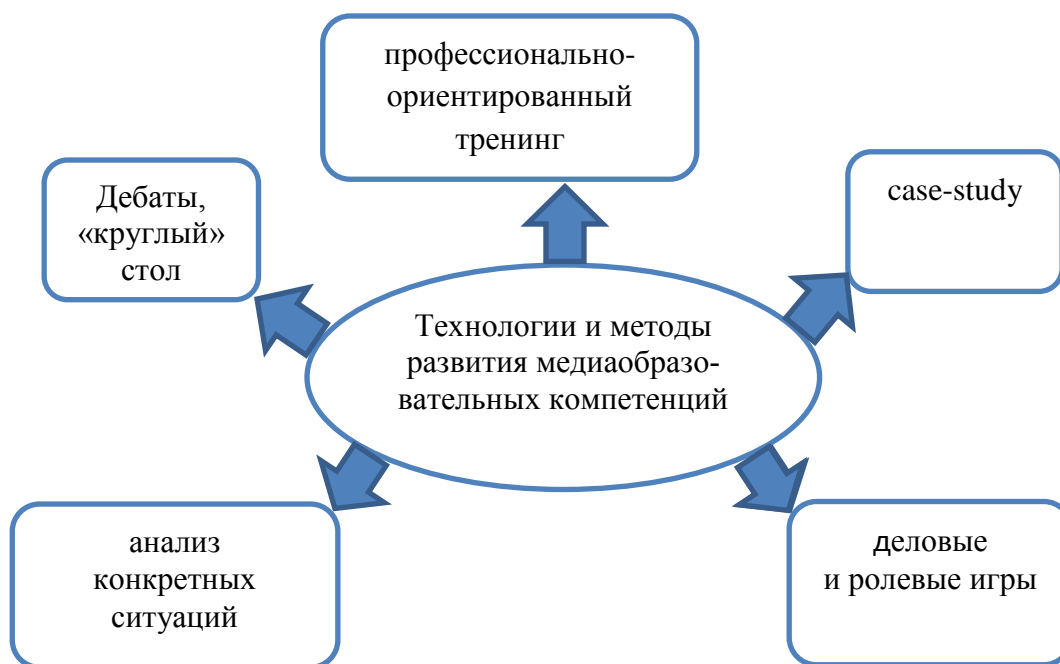 профессионально-
ориентированный
тренинг
Дебаты,
«круглый»
стол
case-study
Технологии и методы
развития медиаобразо-
вательных компетенций
анализ
конкретных
ситуаций
деловые
и ролевые игры